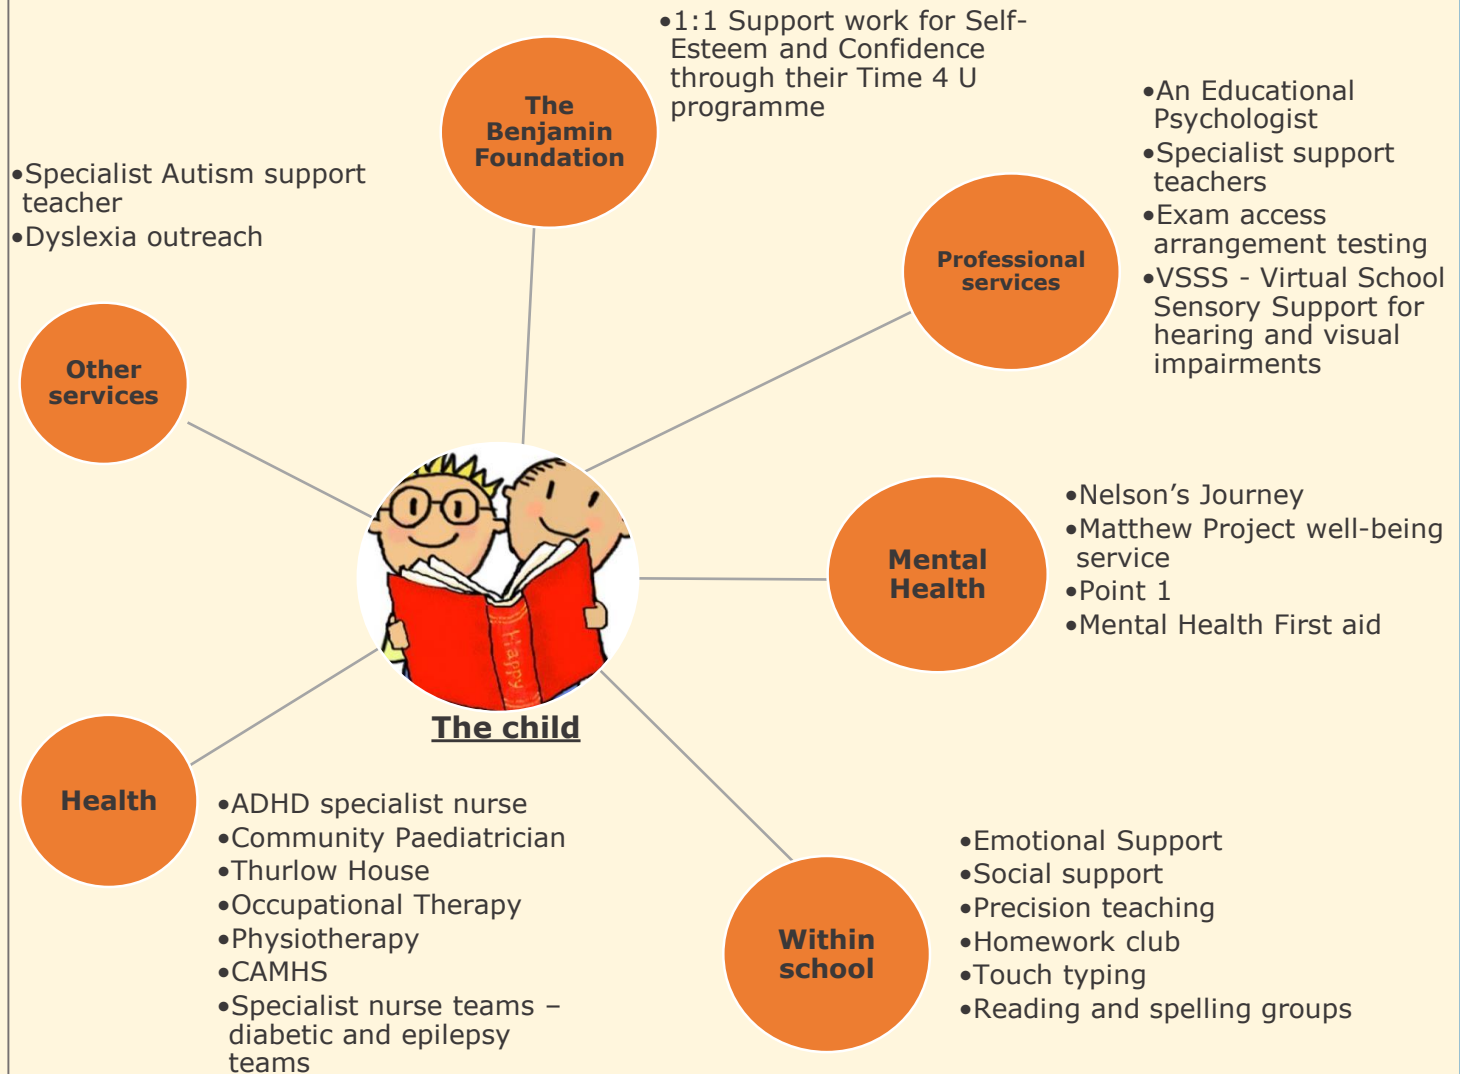 The
Benjamin
Foundation
•1:1 Support work for Self-
Esteem and Confidence
through their Time 4 U
programme
Professional
services
•An Educational
Psychologist
•Specialist support
teachers
•Exam access
arrangement testing
•VSSS - Virtual School
Sensory Support for
hearing and visual
impairments
Mental
Health
•Nelson’s Journey
•Matthew Project well-being
service
•Point 1
•Mental Health First aid
Within
school
•Emotional Support
•Social support
•Precision teaching
•Homework club
•Touch typing
•Reading and spelling groups
Health
•ADHD specialist nurse
•Community Paediatrician
•Thurlow House
•Occupational Therapy
•Physiotherapy
•CAMHS
•Specialist nurse teams –
diabetic and epilepsy
teams
Other
services
•Specialist Autism support
teacher
•Dyslexia outreach
Happy
The child